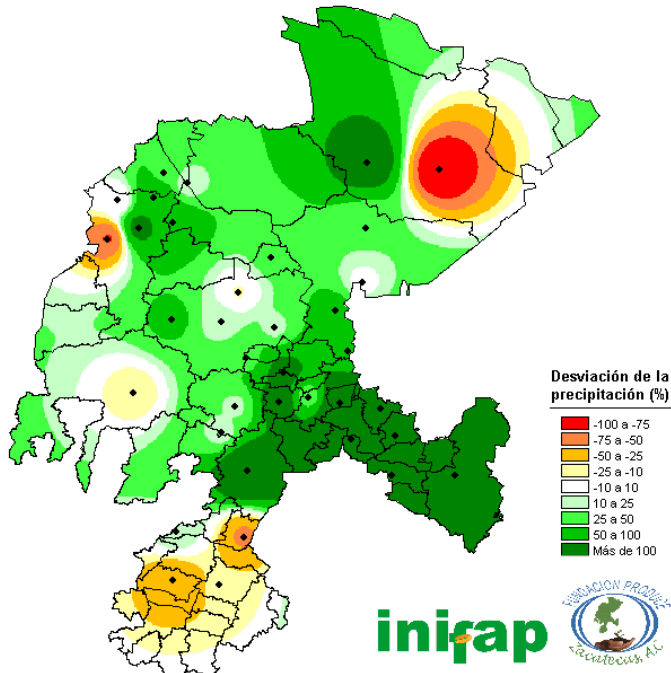 Desviación de la
precipitación (%)
-100 a -75
-75 a -50
-50 a -25
-25 a -10
-10 a 10
10 a 25
25 a 50
50 a 100
Más de 100
inifap
FUNDACION PRODUCE
Zacatecas, A.C.